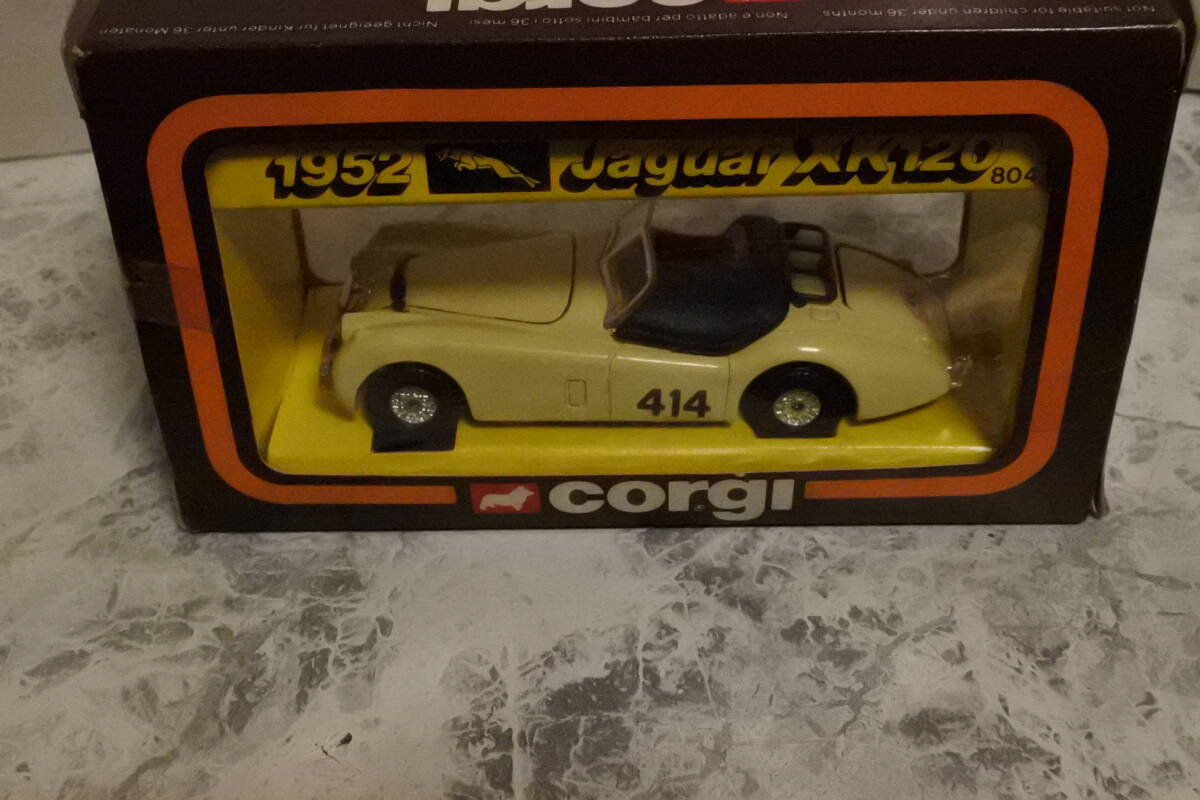 corgi
Nicht geeignet für Kinder unter 36 Monaten
Non è adatto per bambini sotto i 36 mesi
Not suitable for children under 36 months
1952 Jaguar XK120 804
414
corgi